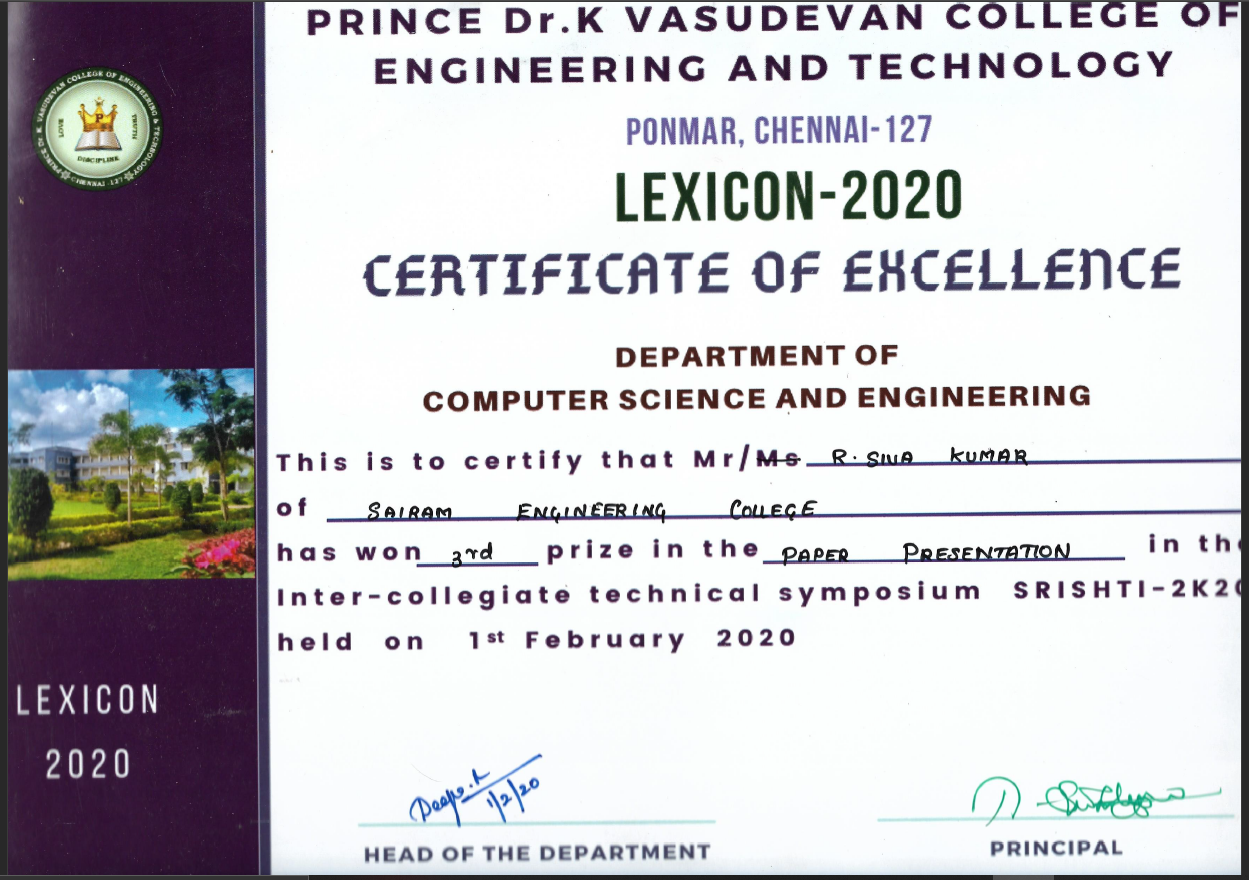 PRINCE Dr.K VASUDEVAN COLLEGE OF
ENGINEERING AND TECHNOLOGY
PONMAR, CHENNAI-127
LEXICON-2020
CERTIFICATE OF EXCELLENCE
DEPARTMENT OF
COMPUTER SCIENCE AND ENGINEERING
This is to certify that Mr/Ms R. SIVA KUMAR
of SAIRAM ENGINEERING COLLEGE
has won 3rd prize in the PAPER PRESENTATION in the
Inter-collegiate technical symposium SRISHTI-2K20
held on 1st February 2020
1/2/20
HEAD OF THE DEPARTMENT
PRINCIPAL
PRINCE Dr. K VASUDEVAN COLLEGE OF ENGINEERING & TECHNOLOGY
P
LOVE
TRUTH
DISCIPLINE
CHENNAI - 127
LEXICON
2020